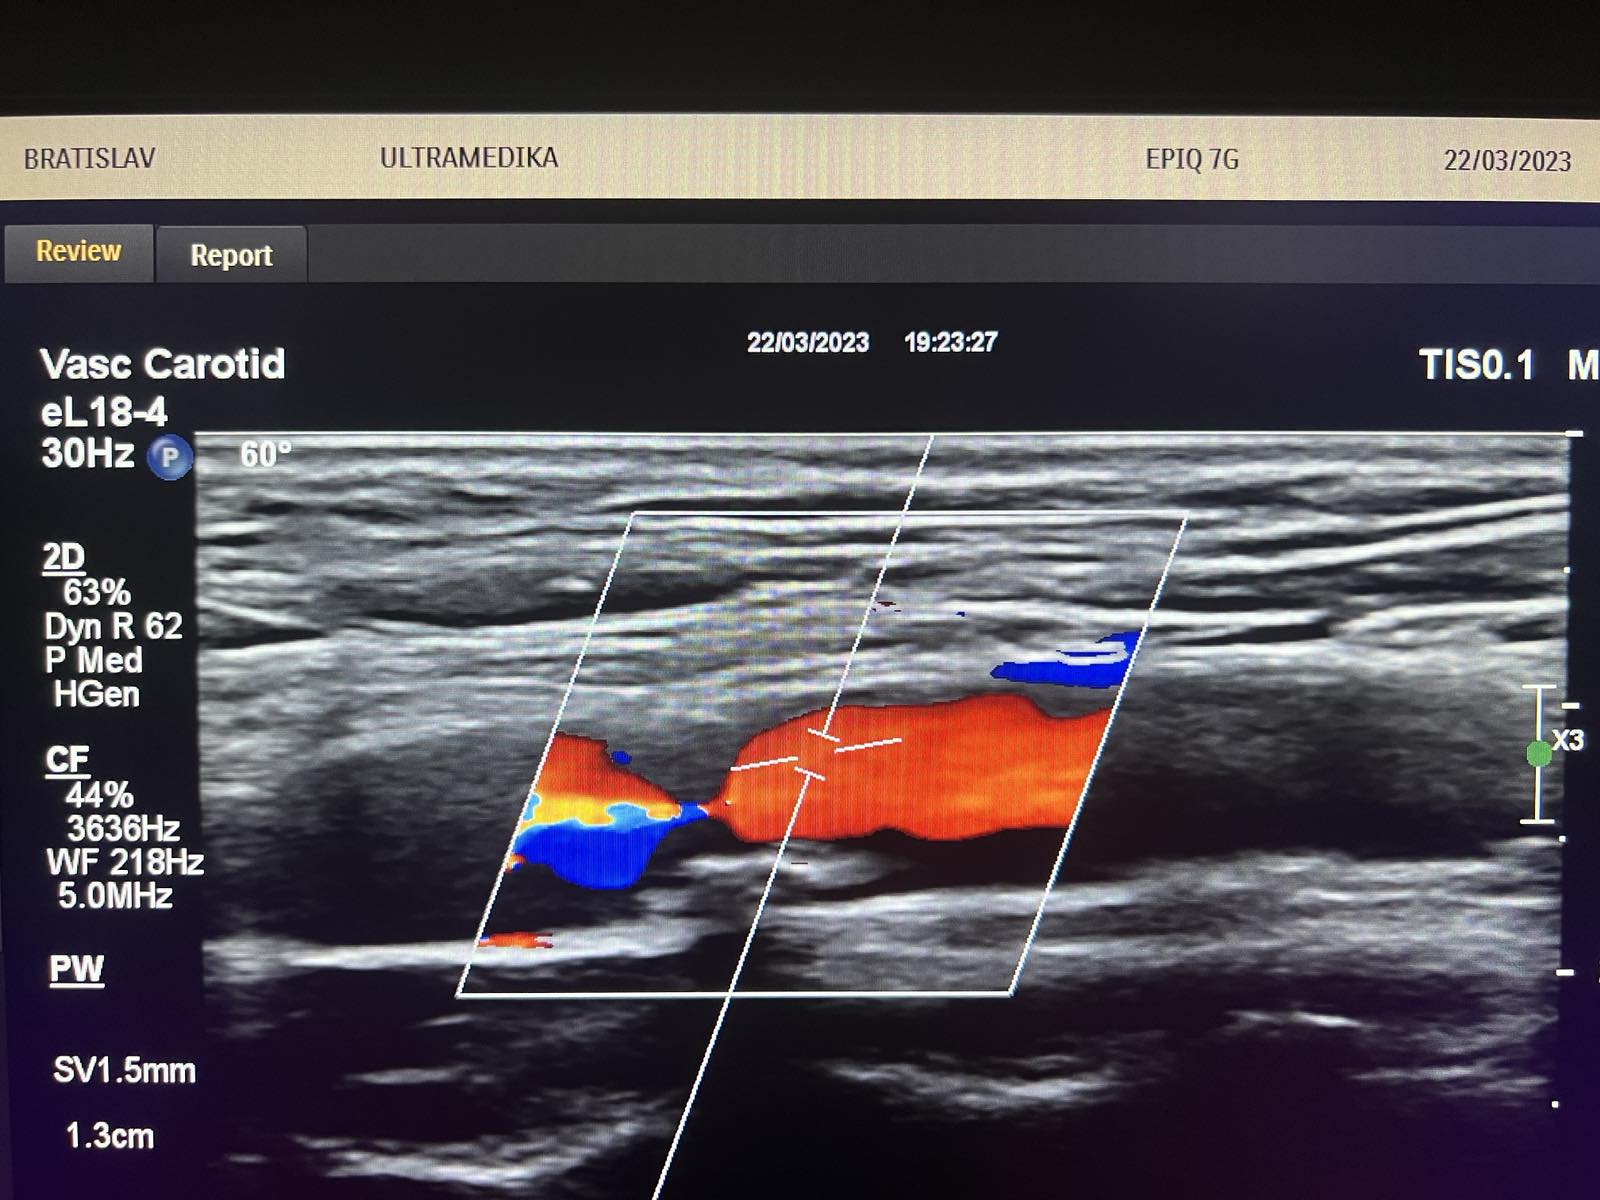 BRATISLAV ULTRAMEDIKA EPIQ 7G 22/03/2023
Review Report
22/03/2023 19:23:27
Vasc Carotid TIS0.1 M
eL18-4
30Hz P 60°
2D
63%
Dyn R 62
P Med
HGen
X3
CF
44%
3636Hz
WF 218Hz
5.0MHz
PW
SV1.5mm
1.3cm